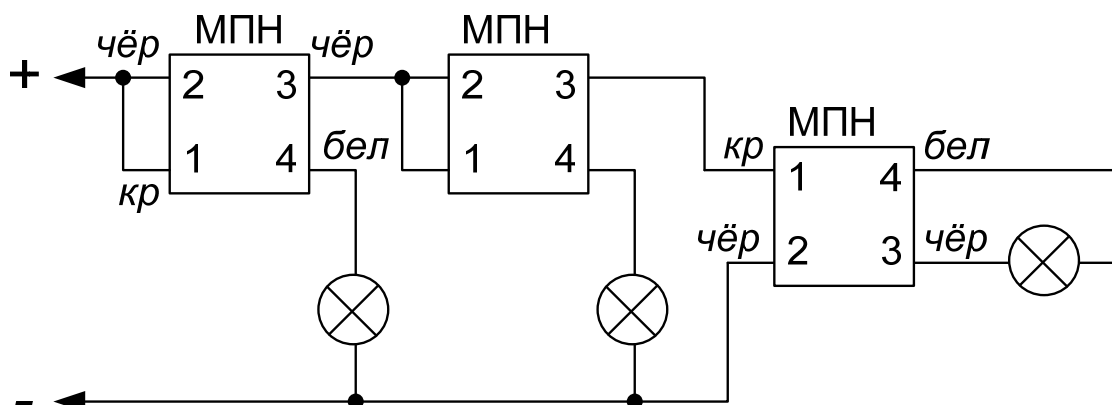 МПН МПН
чёр чёр
+ 2 3 2 3
МПН
бел кр бел
1 4 1 4 1 4
кр
чёр чёр
2 3
-